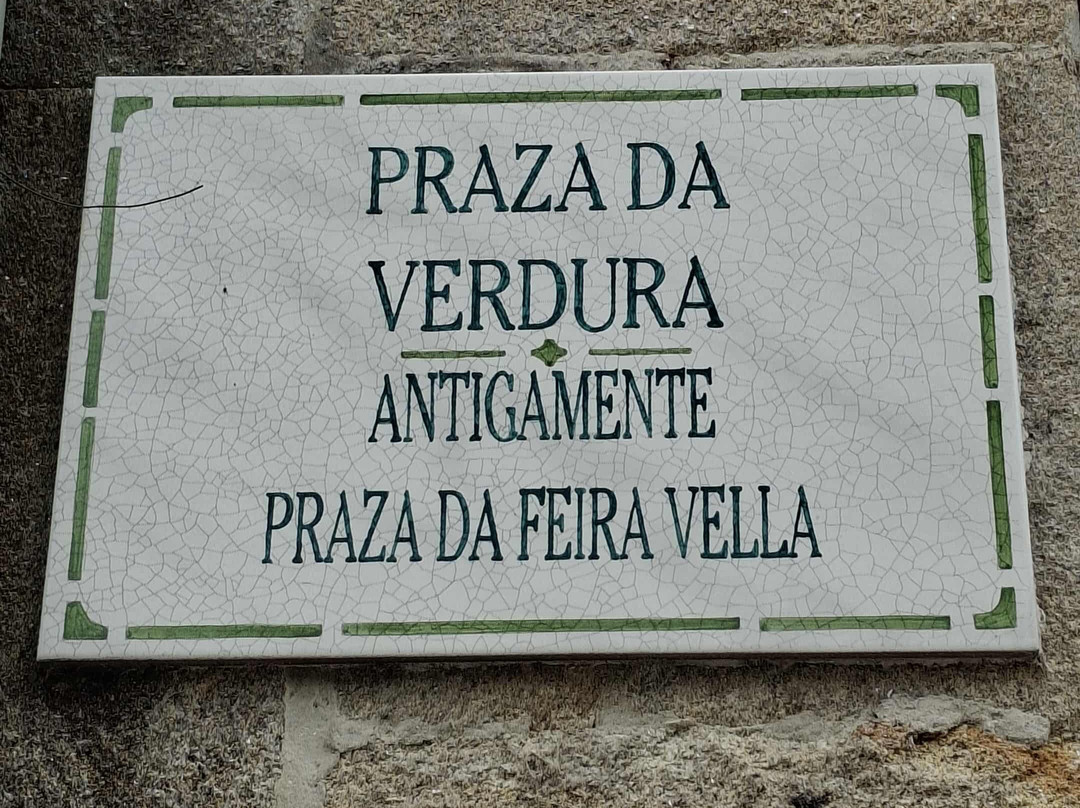 PRAZA DA
VERDURA
ANTIGAMENTE
PRAZA DA FEIRA VELLA